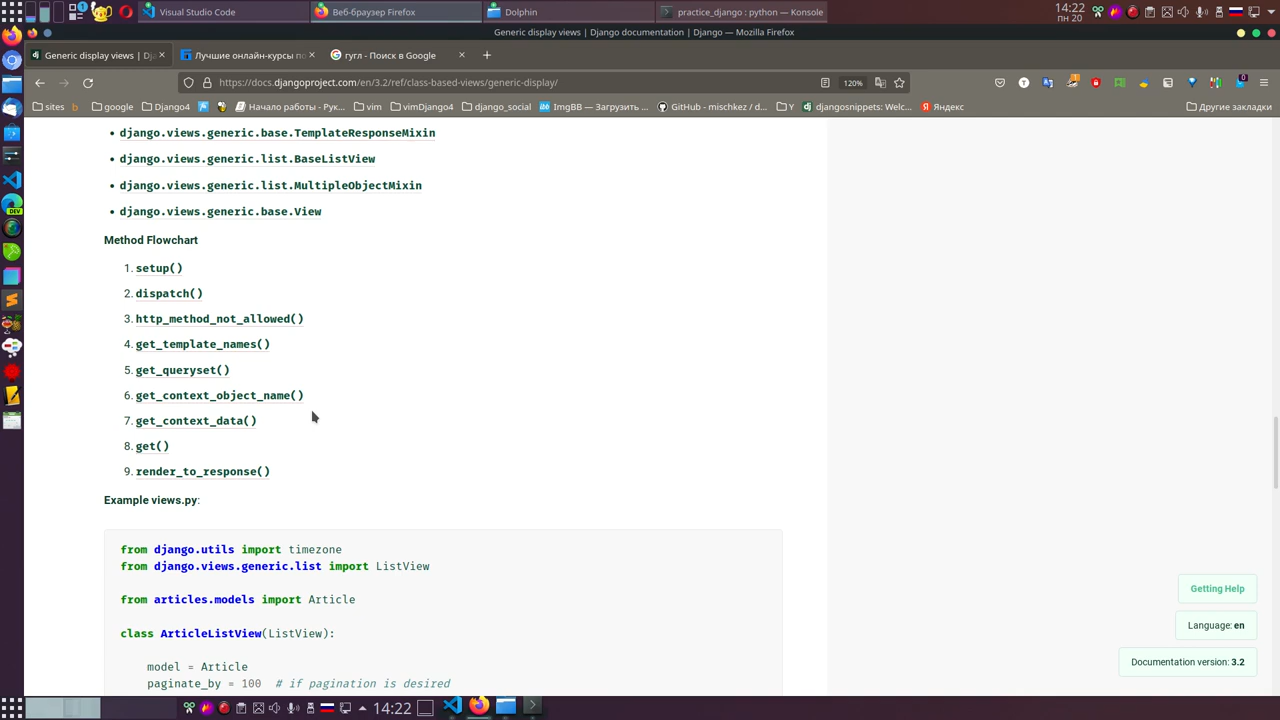 Visual Studio Code
Веб-браузер Firefox
Dolphin
practice_django : python — Konsole
14:22
пн 20
Generic display views | Django documentation | Django — Mozilla Firefox
Generic display views | Dj
Лучшие онлайн-курсы по
гугл - Поиск в Google
https://docs.djangoproject.com/en/3.2/ref/class-based-views/generic-display/
120%
sites
google
Django4
Начало работы - Рук...
vim
vimDjango4
django_social
ImgBB — Загрузить ...
GitHub - mischkez / d...
Y
djangosnippets: Welc...
Яндекс
Другие закладки
• django.views.generic.base.TemplateResponseMixin
• django.views.generic.list.BaseListView
• django.views.generic.list.MultipleObjectMixin
• django.views.generic.base.View
Method Flowchart
1. setup()
2. dispatch()
3. http_method_not_allowed()
4. get_template_names()
5. get_queryset()
6. get_context_object_name()
7. get_context_data()
8. get()
9. render_to_response()
Example views.py:
from django.utils import timezone
from django.views.generic.list import ListView
from articles.models import Article
class ArticleListView(ListView):
model = Article
paginate_by = 100 # if pagination is desired
Getting Help
Language: en
Documentation version: 3.2
14:22